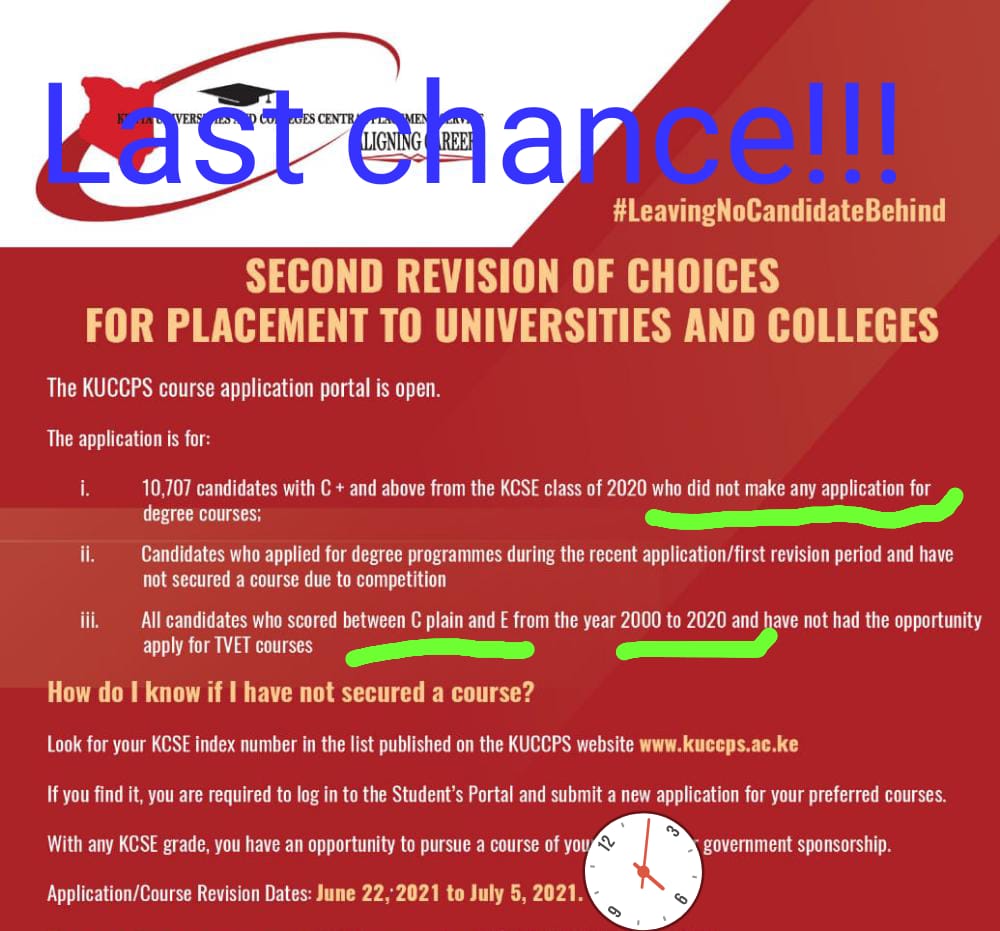 Last chance!!!
KENYA UNIVERSITIES AND COLLEGES CENTRAL PLACEMENT SERVICE
ALIGNING CAREER
#LeavingNoCandidateBehind
SECOND REVISION OF CHOICES
FOR PLACEMENT TO UNIVERSITIES AND COLLEGES
The KUCCPS course application portal is open.
The application is for:
i. 10,707 candidates with C + and above from the KCSE class of 2020 who did not make any application for
degree courses;
ii. Candidates who applied for degree programmes during the recent application/first revision period and have
not secured a course due to competition
iii. All candidates who scored between C plain and E from the year 2000 to 2020 and have not had the opportunity
apply for TVET courses
How do I know if I have not secured a course?
Look for your KCSE index number in the list published on the KUCCPS website www.kuccps.ac.ke
If you find it, you are required to log in to the Student's Portal and submit a new application for your preferred courses.
With any KCSE grade, you have an opportunity to pursue a course of government sponsorship.
Application/Course Revision Dates: June 22, 2021 to July 5, 2021.
12
3
6
9